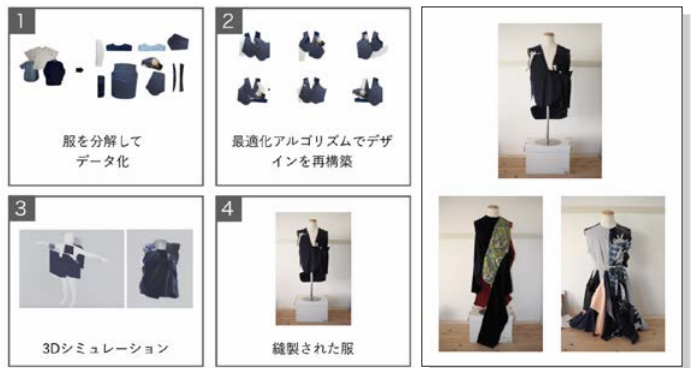 1
服を分解して
データ化
2
最適化アルゴリズムでデザ
インを再構築
3
3Dシミュレーション
4
縫製された服